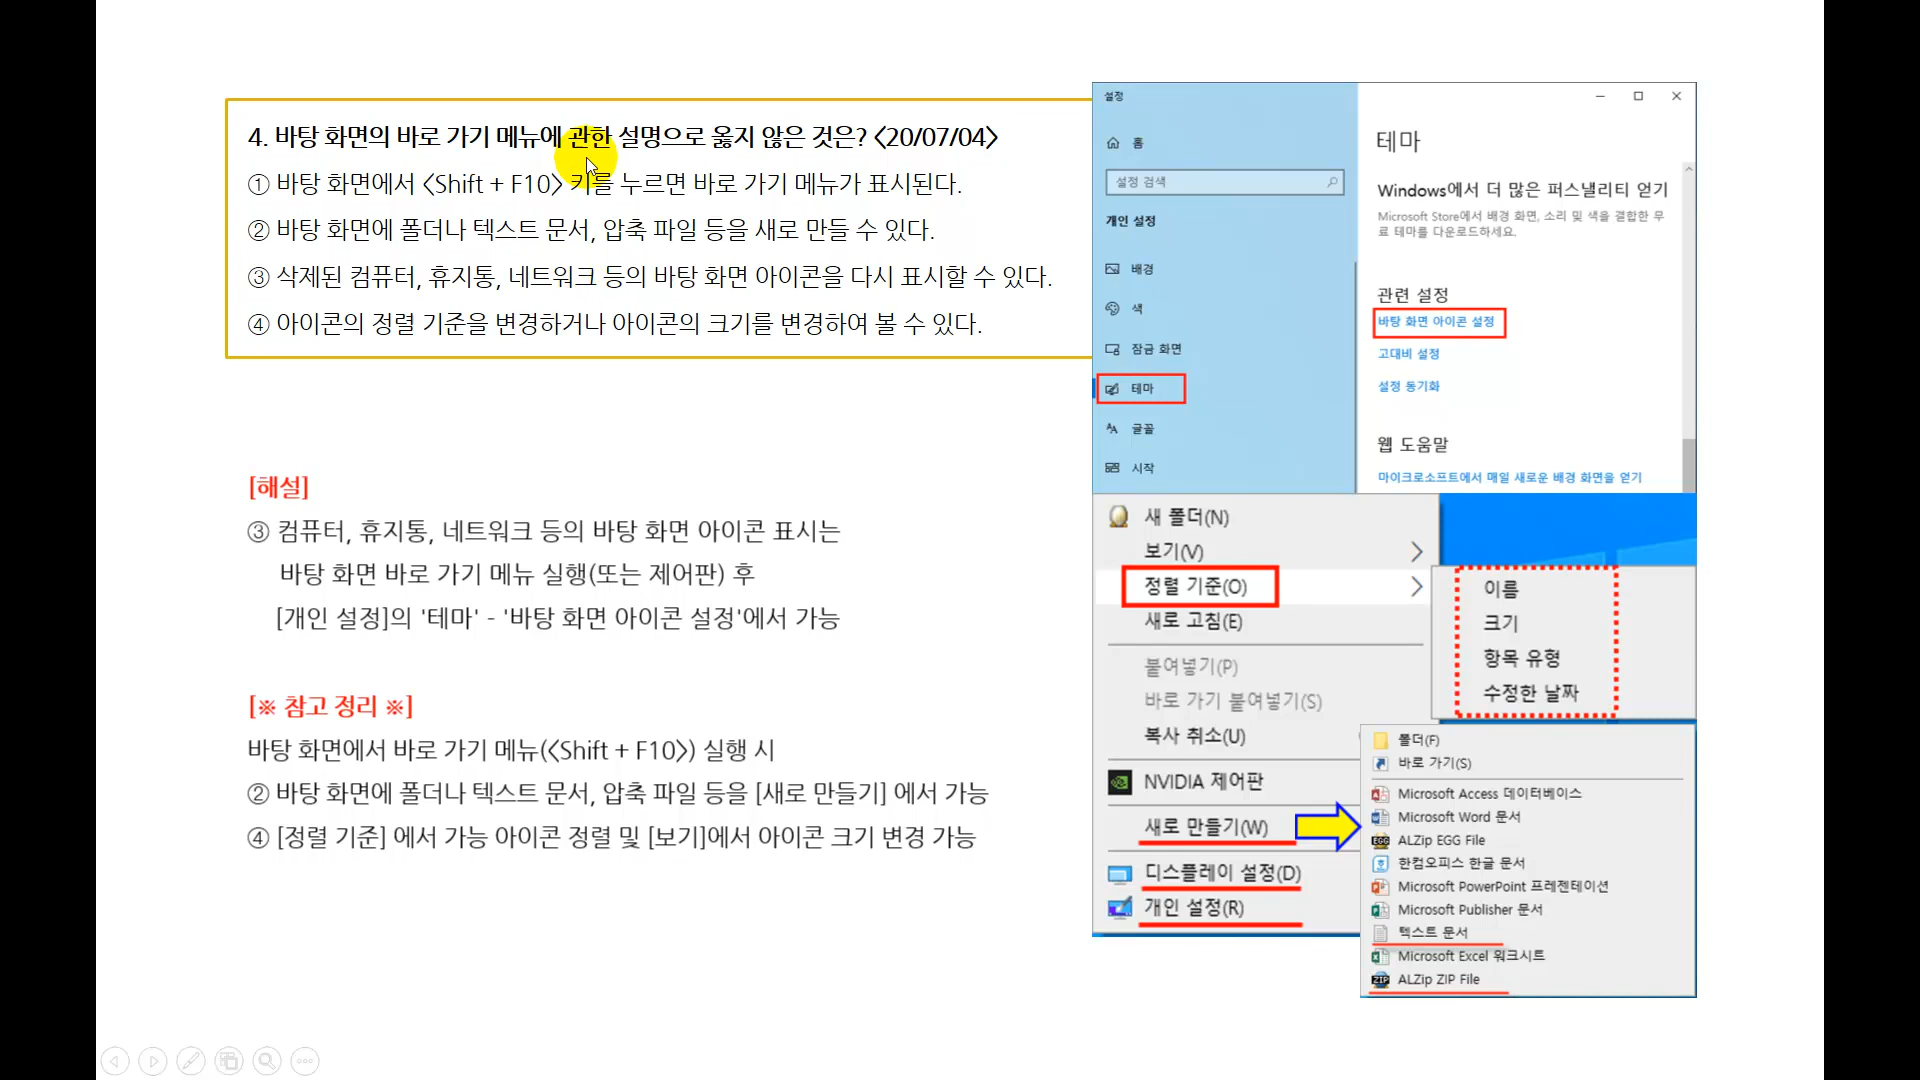 4. 바탕 화면의 바로 가기 메뉴에 관한 설명으로 옳지 않은 것은? <20/07/04>
① 바탕 화면에서 <Shift + F10> 키를 누르면 바로 가기 메뉴가 표시된다.
② 바탕 화면에 폴더나 텍스트 문서, 압축 파일 등을 새로 만들 수 있다.
③ 삭제된 컴퓨터, 휴지통, 네트워크 등의 바탕 화면 아이콘을 다시 표시할 수 있다.
④ 아이콘의 정렬 기준을 변경하거나 아이콘의 크기를 변경하여 볼 수 있다.
[해설]
③ 컴퓨터, 휴지통, 네트워크 등의 바탕 화면 아이콘 표시는
바탕 화면 바로 가기 메뉴 실행(또는 제어판) 후
[개인 설정]의 '테마' - '바탕 화면 아이콘 설정'에서 가능
[※ 참고 정리 ※]
바탕 화면에서 바로 가기 메뉴(<Shift + F10>) 실행 시
② 바탕 화면에 폴더나 텍스트 문서, 압축 파일 등을 [새로 만들기] 에서 가능
④ [정렬 기준] 에서 가능 아이콘 정렬 및 [보기]에서 아이콘 크기 변경 가능
설정
홈
설정 검색
개인 설정
배경
색
잠금 화면
테마
글꼴
시작
테마
Windows에서 더 많은 퍼스낼리티 얻기
Microsoft Store에서 배경 화면, 소리 및 색을 결합한 무
료 테마를 다운로드하세요.
관련 설정
바탕 화면 아이콘 설정
고대비 설정
설정 동기화
웹 도움말
마이크로소프트에서 매일 새로운 배경 화면을 얻기
새 폴더(N)
보기(V)
정렬 기준(O)
새로 고침(E)
붙여넣기(P)
바로 가기 붙여넣기(S)
복사 취소(U)
NVIDIA 제어판
새로 만들기(W)
디스플레이 설정(D)
개인 설정(R)
이름
크기
항목 유형
수정한 날짜
폴더(F)
바로 가기(S)
Microsoft Access 데이터베이스
Microsoft Word 문서
ALZip EGG File
한컴오피스 한글 문서
Microsoft PowerPoint 프레젠테이션
Microsoft Publisher 문서
텍스트 문서
Microsoft Excel 워크시트
ALZip ZIP File